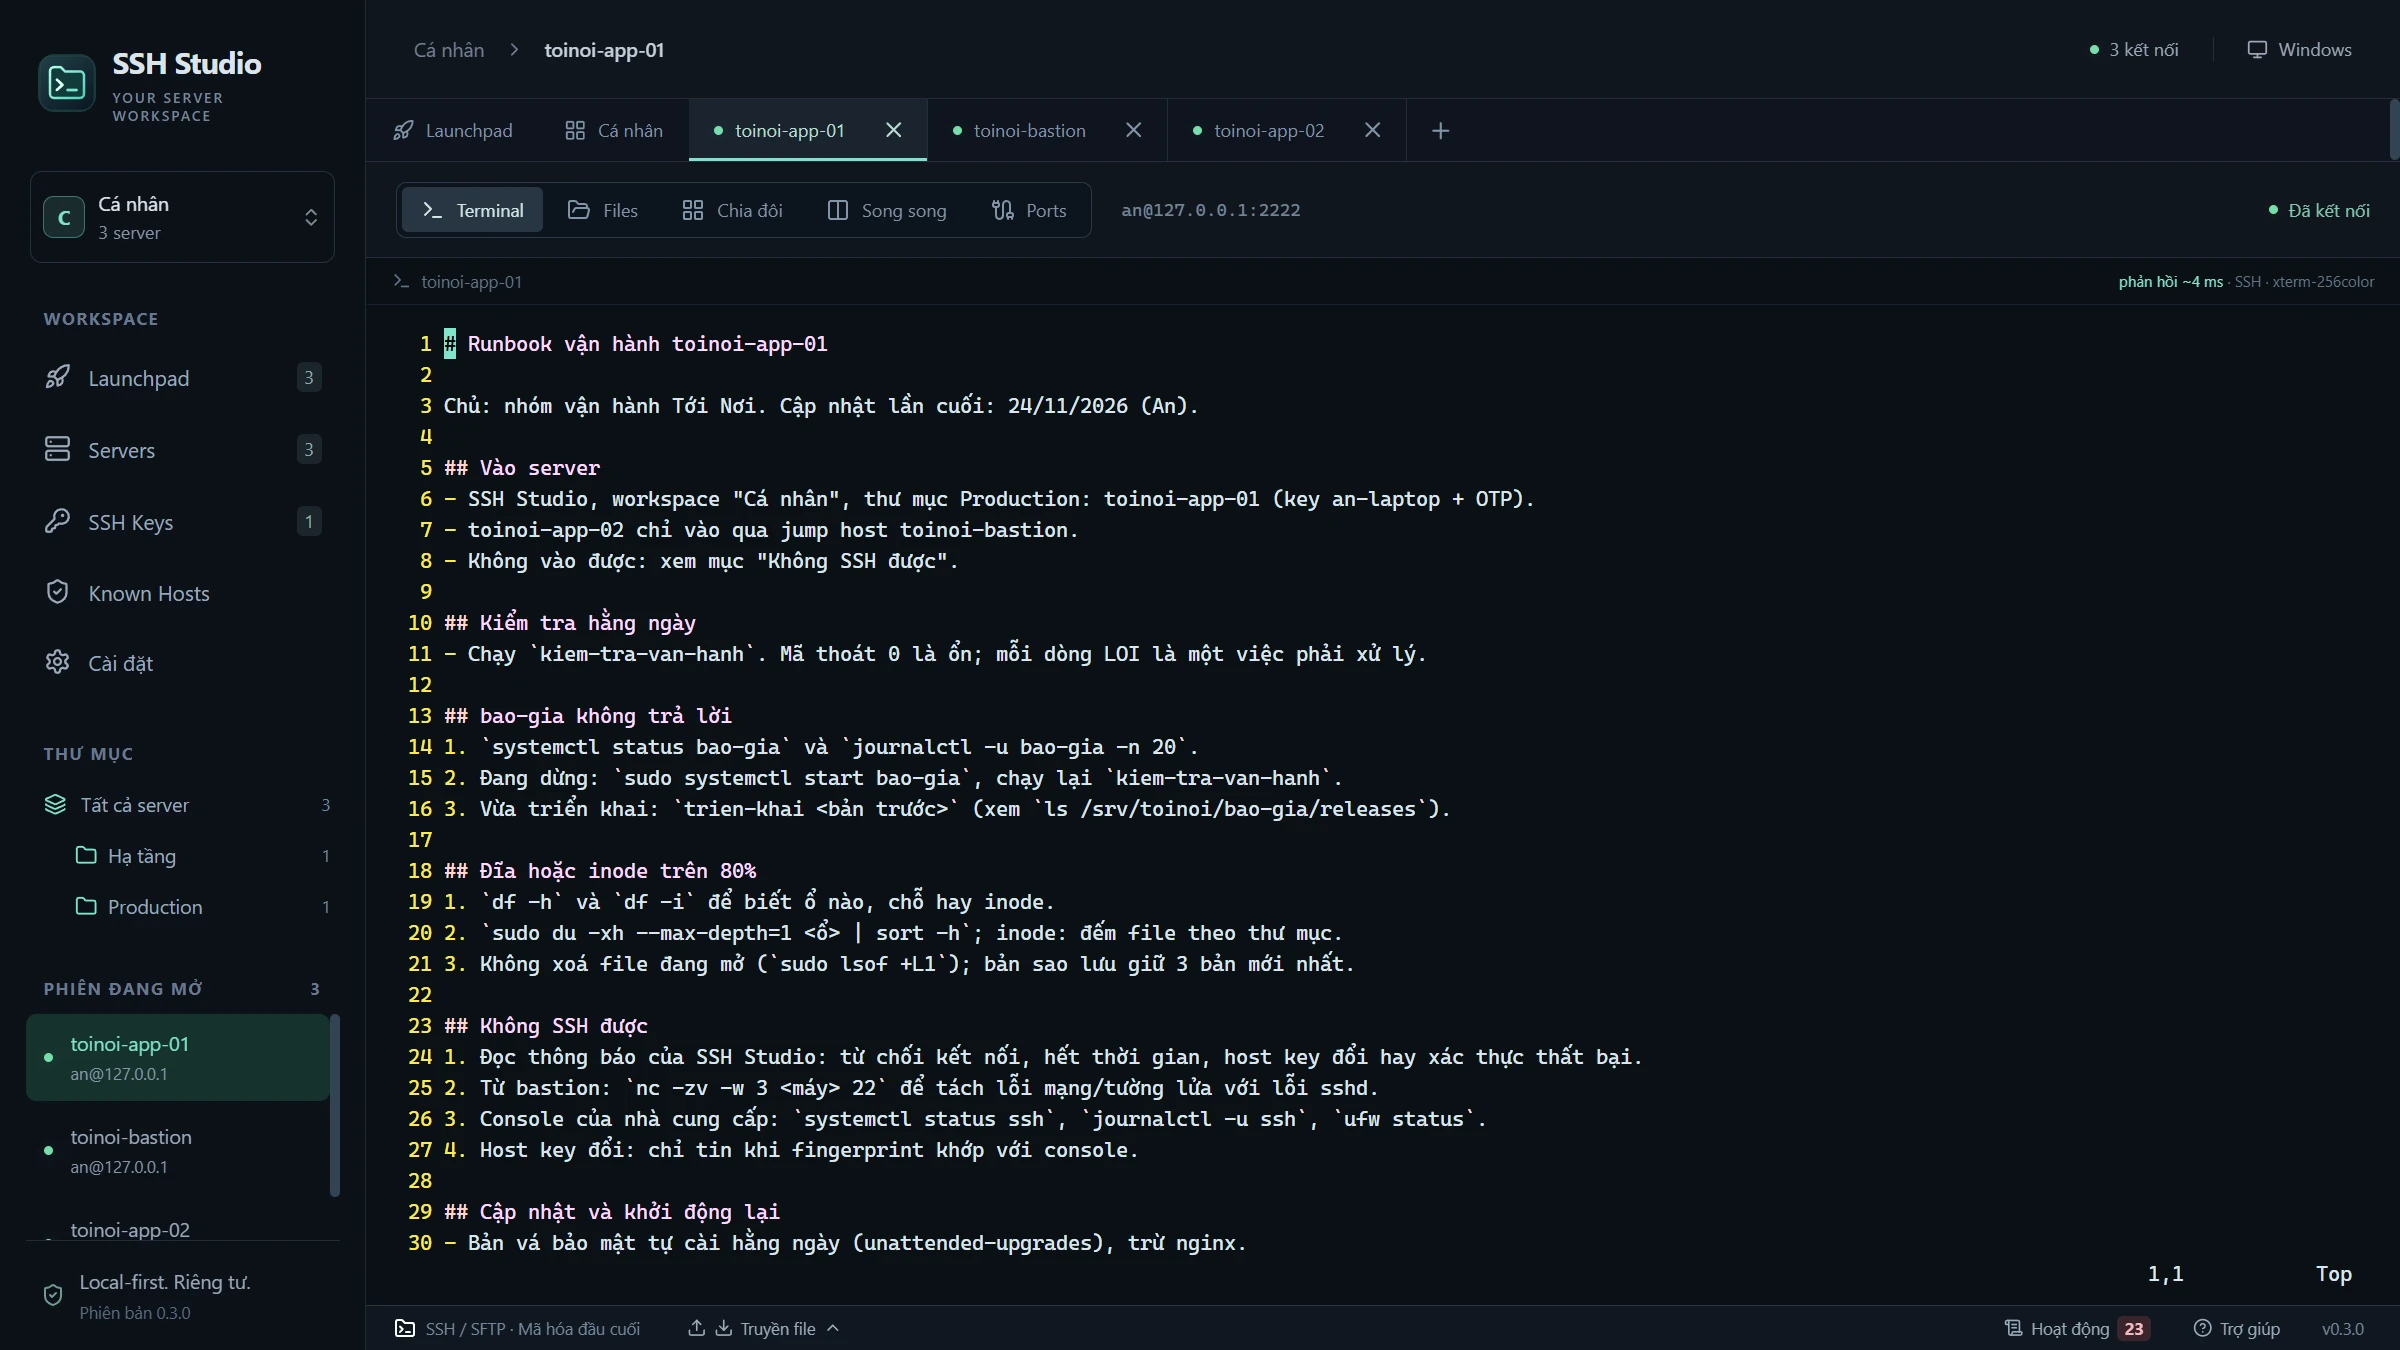 SSH Studio
YOUR SERVER
WORKSPACE
C
Cá nhân
3 server
WORKSPACE
Launchpad 3
Servers 3
SSH Keys 1
Known Hosts
Cài đặt
THƯ MỤC
Tất cả server 3
Hạ tầng 1
Production 1
PHIÊN ĐANG MỞ 3
toinoi-app-01
an@127.0.0.1
toinoi-bastion
an@127.0.0.1
toinoi-app-02
Local-first. Riêng tư.
Phiên bản 0.3.0
Cá nhân > toinoi-app-01
3 kết nối
Windows
Launchpad
Cá nhân
toinoi-app-01
toinoi-bastion
toinoi-app-02
Terminal
Files
Chia đôi
Song song
Ports
an@127.0.0.1:2222
Đã kết nối
toinoi-app-01
phản hồi ~4 ms · SSH · xterm-256color
1 # Runbook vận hành toinoi-app-01
2
3 Chủ: nhóm vận hành Tới Nơi. Cập nhật lần cuối: 24/11/2026 (An).
4
5 ## Vào server
6 - SSH Studio, workspace "Cá nhân", thư mục Production: toinoi-app-01 (key an-laptop + OTP).
7 - toinoi-app-02 chỉ vào qua jump host toinoi-bastion.
8 - Không vào được: xem mục "Không SSH được".
9
10 ## Kiểm tra hằng ngày
11 - Chạy `kiem-tra-van-hanh`. Mã thoát 0 là ổn; mỗi dòng LOI là một việc phải xử lý.
12
13 ## bao-gia không trả lời
14 1. `systemctl status bao-gia` và `journalctl -u bao-gia -n 20`.
15 2. Đang dừng: `sudo systemctl start bao-gia`, chạy lại `kiem-tra-van-hanh`.
16 3. Vừa triển khai: `trien-khai <bản trước>` (xem `ls /srv/toinoi/bao-gia/releases`).
17
18 ## Đĩa hoặc inode trên 80%
19 1. `df -h` và `df -i` để biết ổ nào, chỗ hay inode.
20 2. `sudo du -xh --max-depth=1 <ổ> | sort -h`; inode: đếm file theo thư mục.
21 3. Không xoá file đang mở (`sudo lsof +L1`); bản sao lưu giữ 3 bản mới nhất.
22
23 ## Không SSH được
24 1. Đọc thông báo của SSH Studio: từ chối kết nối, hết thời gian, host key đổi hay xác thực thất bại.
25 2. Từ bastion: `nc -zv -w 3 <máy> 22` để tách lỗi mạng/tường lửa với lỗi sshd.
26 3. Console của nhà cung cấp: `systemctl status ssh`, `journalctl -u ssh`, `ufw status`.
27 4. Host key đổi: chỉ tin khi fingerprint khớp với console.
28
29 ## Cập nhật và khởi động lại
30 - Bản vá bảo mật tự cài hằng ngày (unattended-upgrades), trừ nginx.
1,1 Top
SSH / SFTP · Mã hóa đầu cuối
Truyền file
Hoạt động 23
Trợ giúp
v0.3.0